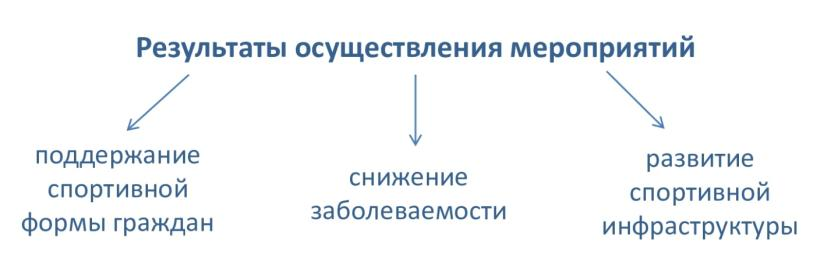 Результаты осуществления мероприятий
поддержание
спортивной
формы граждан
снижение
заболеваемости
развитие
спортивной
инфраструктуры